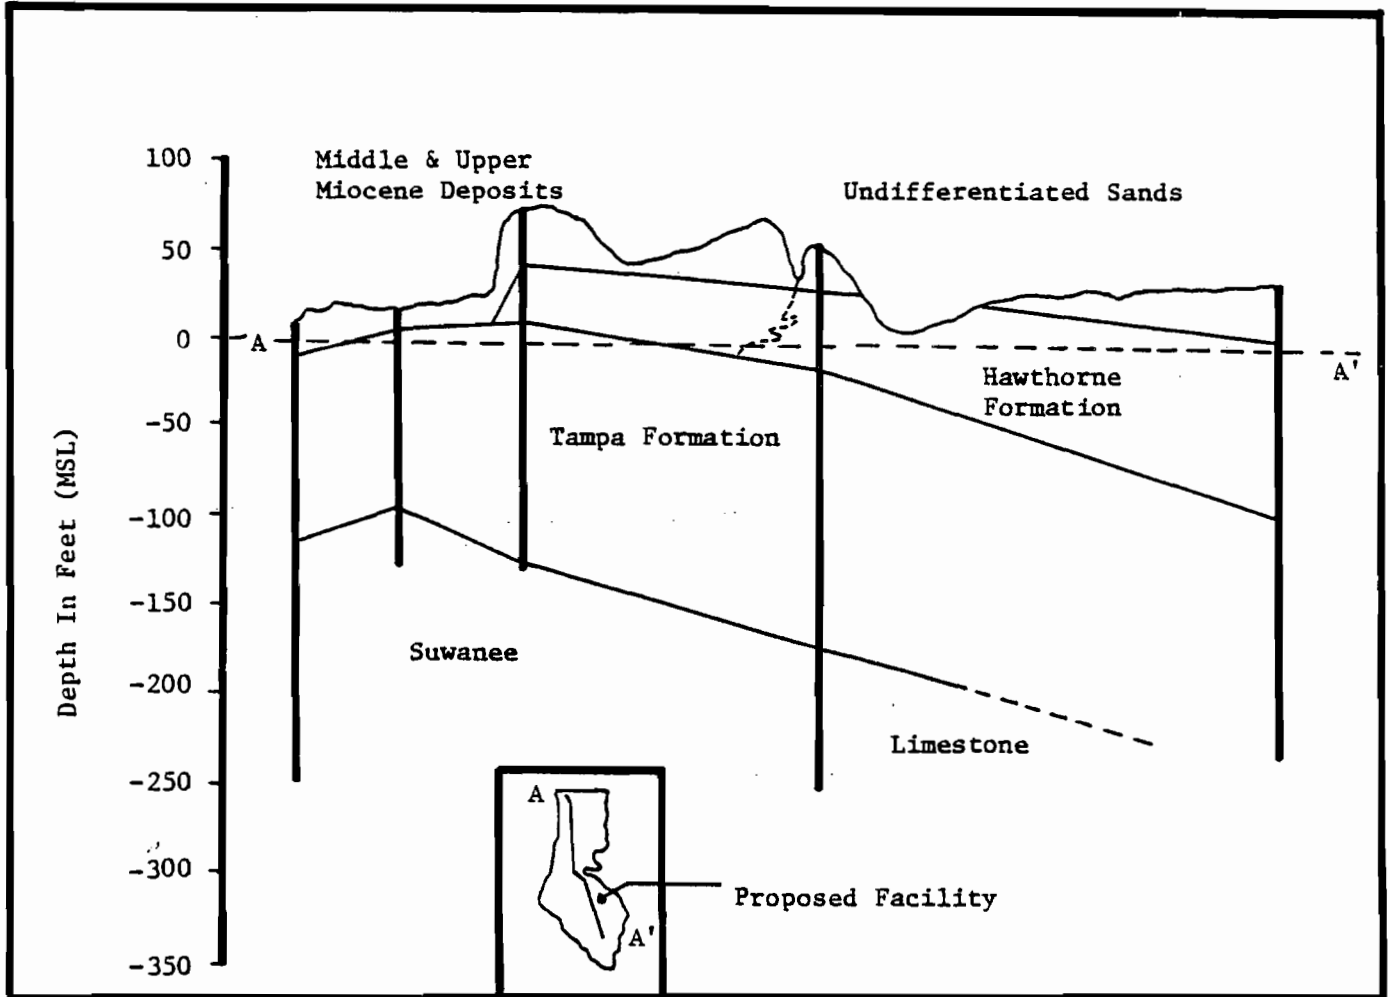 Middle & Upper
Miocene Deposits
Undifferentiated Sands
100
50
0
-50
-100
-150
-200
-250
-300
-350
Depth In Feet (MSL)
A
A'
Hawthorne
Formation
Tampa Formation
Suwanee
Limestone
A
A'
Proposed Facility